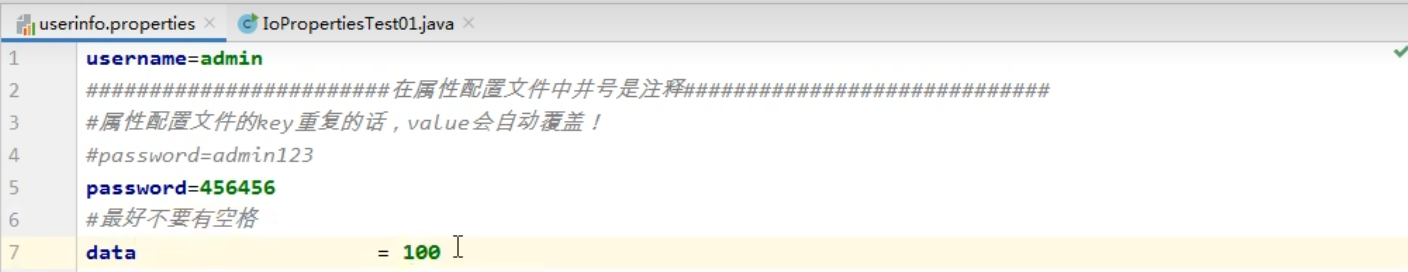 userinfo.properties IoPropertiesTest01.java
1 username=admin
2 ########################在属性配置文件中井号是注释#############################
3 #属性配置文件的key重复的话，value会自动覆盖！
4 #password=admin123
5 password=456456
6 #最好不要有空格
7 data = 100